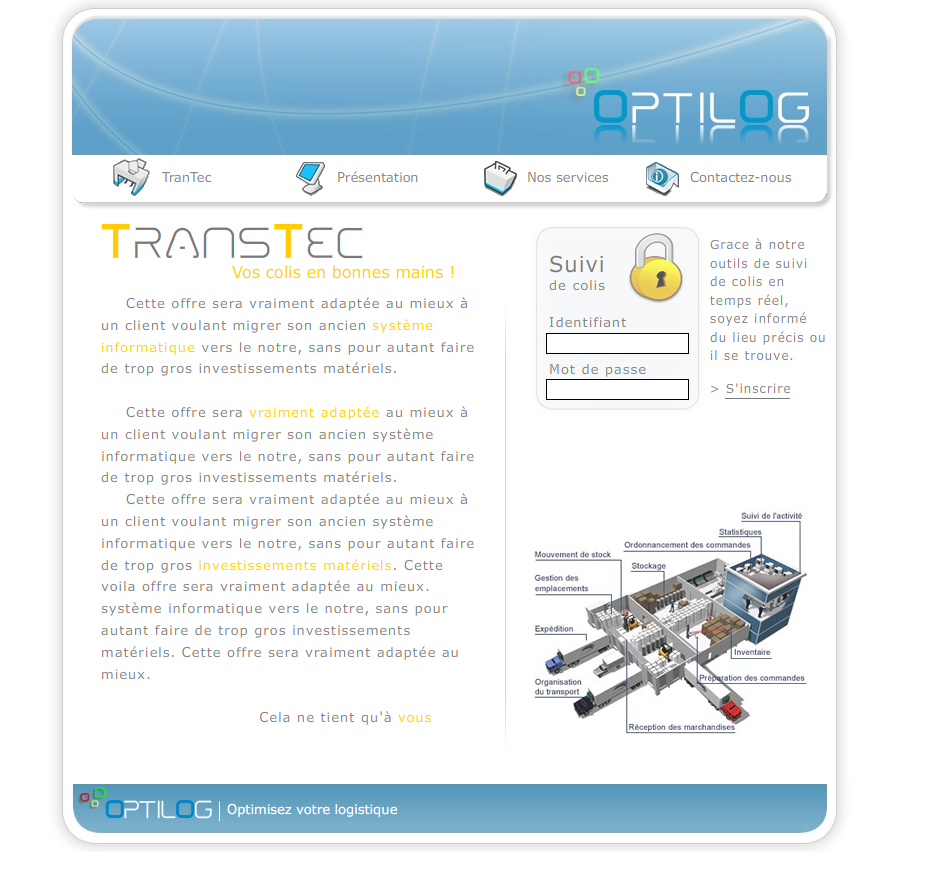 OPTILOG
TranTec
Présentation
Nos services
Contactez-nous
TRANSTEC
Vos colis en bonnes mains !
Cette offre sera vraiment adaptée au mieux à
un client voulant migrer son ancien système
informatique vers le notre, sans pour autant faire
de trop gros investissements matériels.
Cette offre sera vraiment adaptée au mieux à
un client voulant migrer son ancien système
informatique vers le notre, sans pour autant faire
de trop gros investissements matériels.
Cette offre sera vraiment adaptée au mieux à
un client voulant migrer son ancien système
informatique vers le notre, sans pour autant faire
de trop gros investissements matériels. Cette
voila offre sera vraiment adaptée au mieux.
système informatique vers le notre, sans pour
autant faire de trop gros investissements
matériels. Cette offre sera vraiment adaptée au
mieux.
Cela ne tient qu'à vous
Suivi
de colis
Identifiant
Mot de passe
Grace à notre
outils de suivi
de colis en
temps réel,
soyez informé
du lieu précis ou
il se trouve.
> S'inscrire
Suivi de l'activité
Statistiques
Ordonnancement des commandes
Mouvement de stock
Stockage
Gestion des
emplacements
Expédition
Inventaire
Préparation des commandes
Organisation
du transport
Réception des marchandises
OPTILOG | Optimisez votre logistique